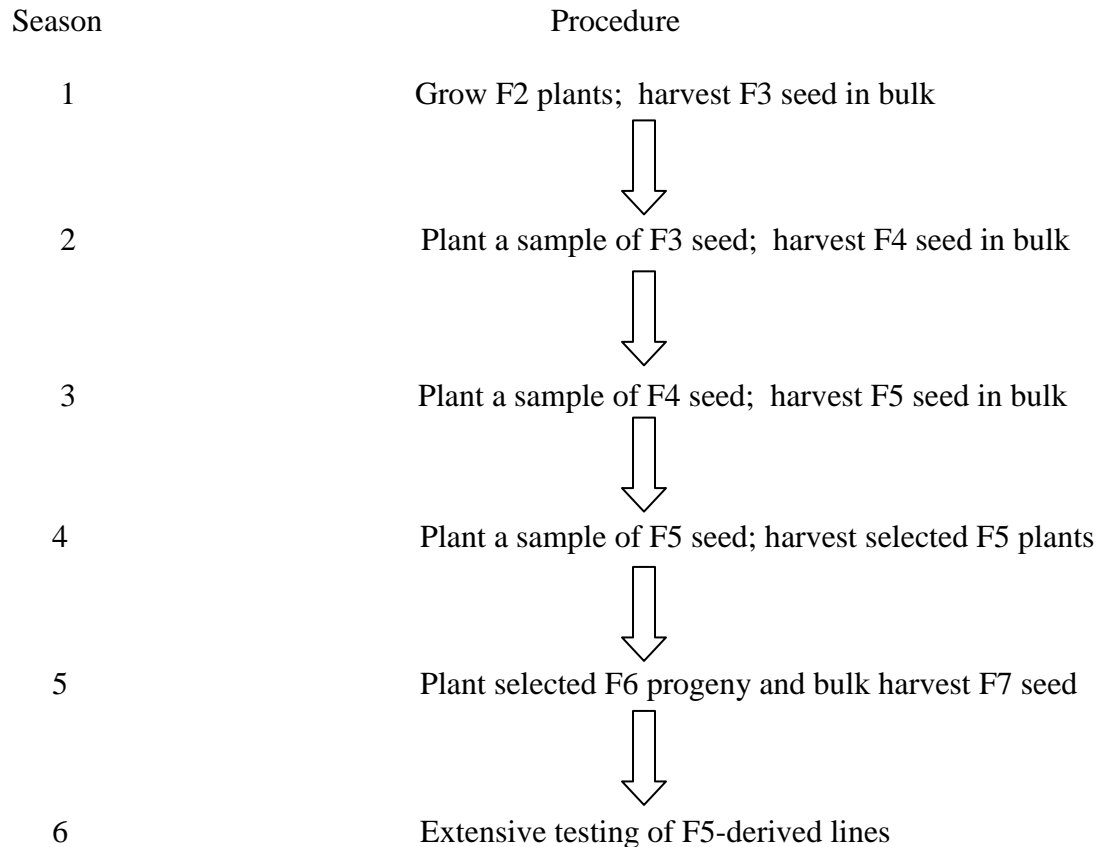 Season Procedure
1 Grow F2 plants; harvest F3 seed in bulk
2 Plant a sample of F3 seed; harvest F4 seed in bulk
3 Plant a sample of F4 seed; harvest F5 seed in bulk
4 Plant a sample of F5 seed; harvest selected F5 plants
5 Plant selected F6 progeny and bulk harvest F7 seed
6 Extensive testing of F5-derived lines